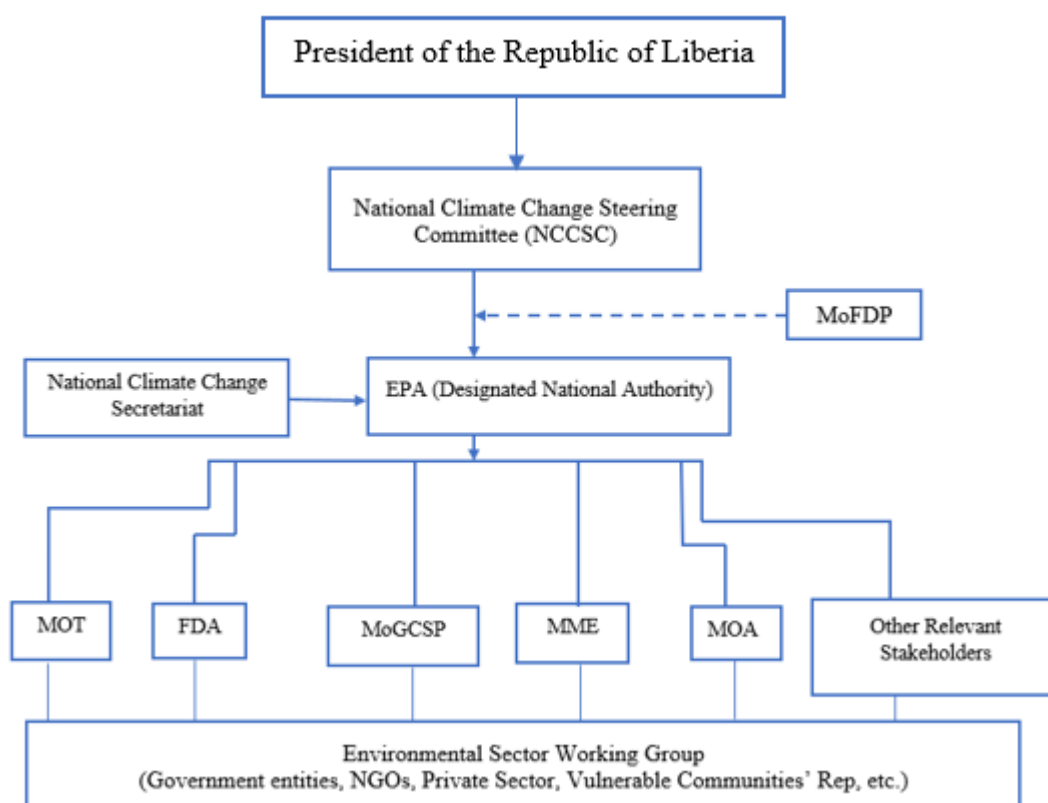 President of the Republic of Liberia
National Climate Change Steering
Committee (NCCSC)
MoFDP
National Climate Change
Secretariat
EPA (Designated National Authority)
MOT
FDA
MoGCSP
MME
MOA
Other Relevant
Stakeholders
Environmental Sector Working Group
(Government entities, NGOs, Private Sector, Vulnerable Communities’ Rep, etc.)